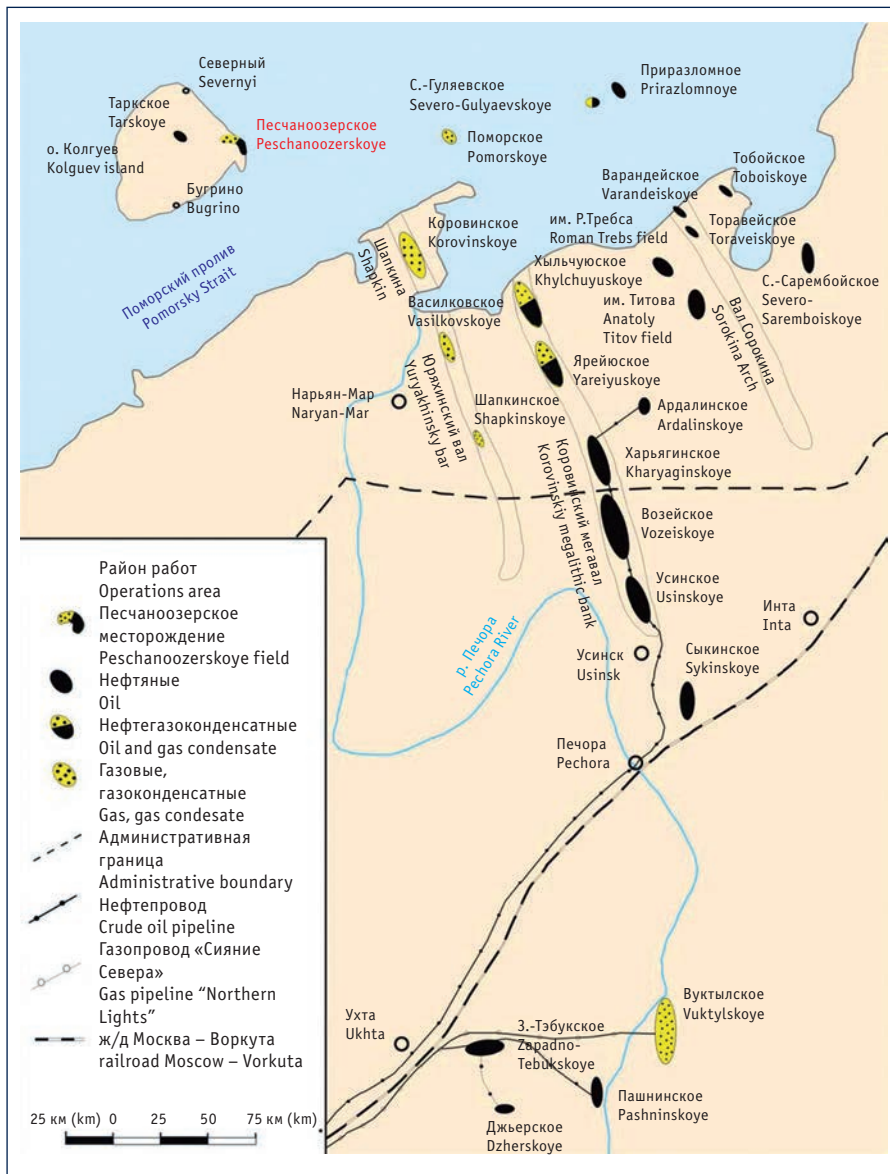 Северный
Severnyi
Таркское
Tarskoye
о. Колгуев
Kolguev island
Бугрино
Bugrino
Песчаноозерское
Peschanoozerskoye
С.-Гуляевское
Severo-Gulyaevskoye
Приразломное
Prirazlomnoye
Поморское
Pomorskoye
Варандейское
Varandeiskoye
Тобойское
Toboiskoye
Поморский пролив
Pomorsky Strait
Шапкина
Shapkin
Коровинское
Korovinskoye
им. Р.Требса
Roman Trebs field
Торавейское
Toraveiskoye
Хыльчуюское
Khylchuyuskoye
им. Титова
Anatoly
Titov field
С.-Сарембойское
Severo-
Saremboiskoye
Вал Сорокина
Sorokina Arch
Василковское
Vasilkovskoye
Ярейюское
Yareiyuskoye
Нарьян-Мар
Naryan-Mar
Юряхинский вал
Yuryakhinsky bar
Шапкинское
Shapkinskoye
Ардалинское
Ardalinskoye
Харьягинское
Kharyaginskoye
Коровинский мегавал
Korovinskiy megalithic bank
Возейское
Vozeiskoye
Усинское
Usinskoye
Инта
Inta
Усинск
Usinsk
Сыкинское
Sykinskoye
р. Печора
Pechora River
Печора
Pechora
Вуктылское
Vuktylskoye
Ухта
Ukhta
З.-Тэбукское
Zapadno-
Tebukskoye
Пашнинское
Pashninskoye
Джьерское
Dzherskoye
Район работ
Operations area
Песчаноозерское
месторождение
Peschanoozerskoye field
Нефтяные
Oil
Нефтегазоконденсатные
Oil and gas condensate
Газовые,
газоконденсатные
Gas, gas condesate
Административная
граница
Administrative boundary
Нефтепровод
Crude oil pipeline
Газопровод «Сияние
Севера»
Gas pipeline “Northern
Lights”
ж/д Москва – Воркута
railroad Moscow – Vorkuta
25 км (km) 0 25 50 75 км (km)